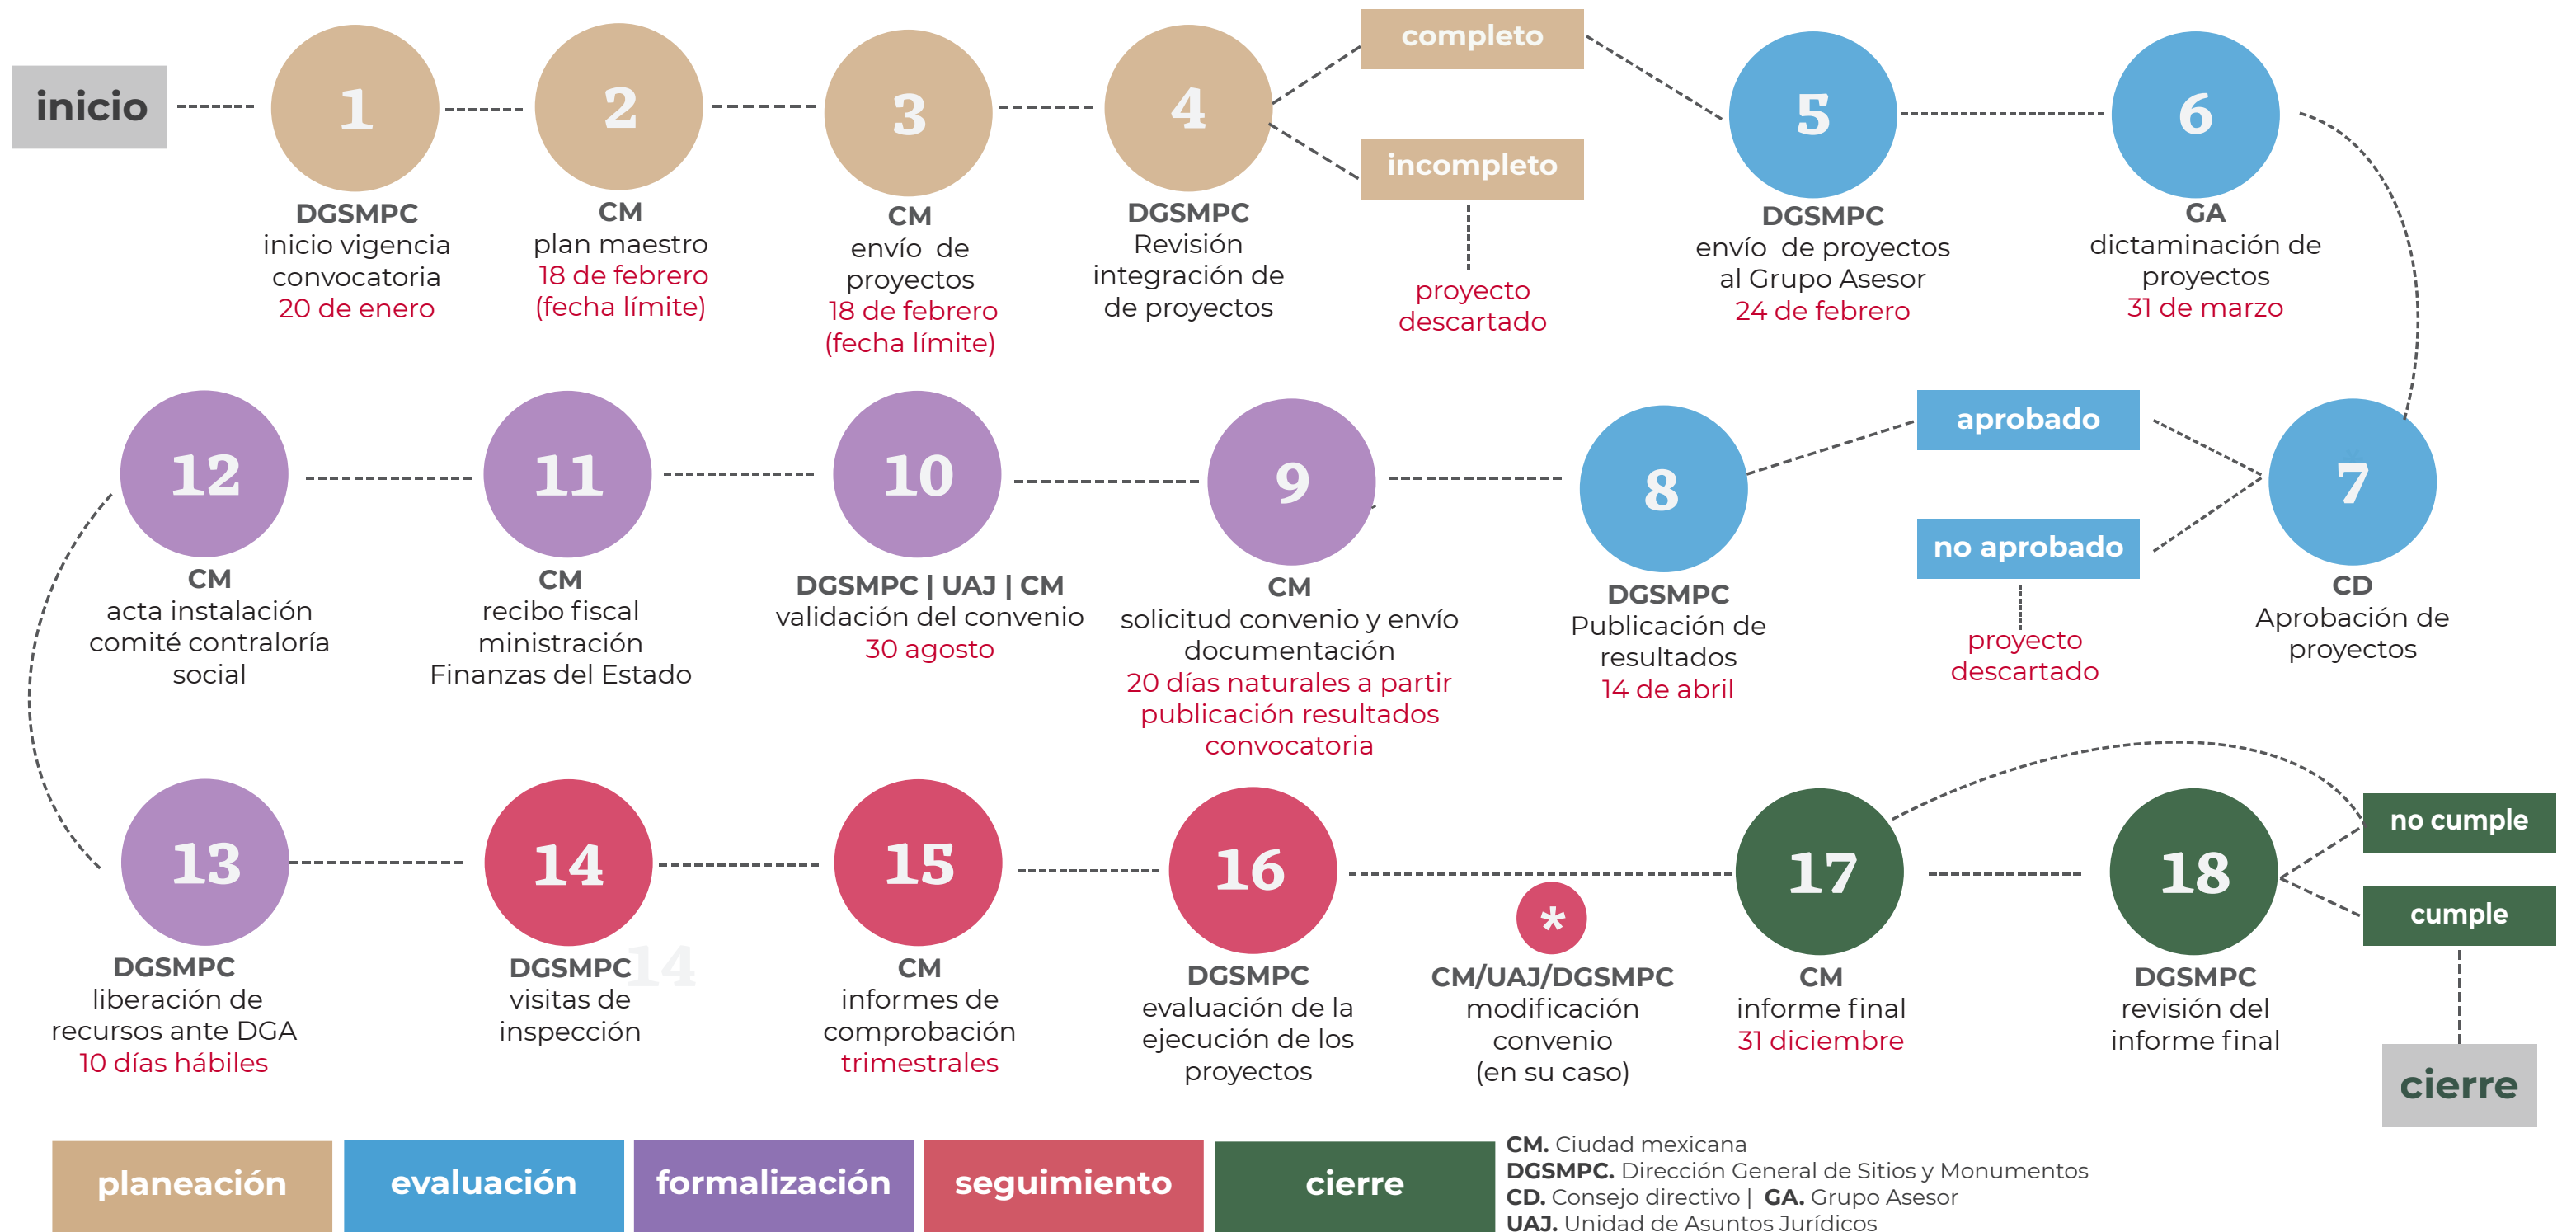 inicio
1
DGSMPC
inicio vigencia
convocatoria
20 de enero
2
CM
plan maestro
18 de febrero
(fecha límite)
3
CM
envío de
proyectos
18 de febrero
(fecha límite)
4
DGSMPC
Revisión
integración de
de proyectos
completo
incompleto
proyecto
descartado
5
DGSMPC
envío de proyectos
al Grupo Asesor
24 de febrero
6
GA
dictaminación de
proyectos
31 de marzo
7
CD
Aprobación de
proyectos
aprobado
no aprobado
proyecto
descartado
8
DGSMPC
Publicación de
resultados
14 de abril
9
CM
solicitud convenio y envío
documentación
20 días naturales a partir
publicación resultados
convocatoria
10
DGSMPC | UAJ | CM
validación del convenio
30 agosto
11
CM
recibo fiscal
ministración
Finanzas del Estado
12
CM
acta instalación
comité contraloría
social
13
DGSMPC
liberación de
recursos ante DGA
10 días hábiles
14
14
DGSMPC
visitas de
inspección
15
CM
informes de
comprobación
trimestrales
16
DGSMPC
evaluación de la
ejecución de los
proyectos
*
CM/UAJ/DGSMPC
modificación
convenio
(en su caso)
17
CM
informe final
31 diciembre
18
DGSMPC
revisión del
informe final
no cumple
cumple
cierre
planeación
evaluación
formalización
seguimiento
cierre
CM. Ciudad mexicana
DGSMPC. Dirección General de Sitios y Monumentos
CD. Consejo directivo | GA. Grupo Asesor
UAJ. Unidad de Asuntos Jurídicos